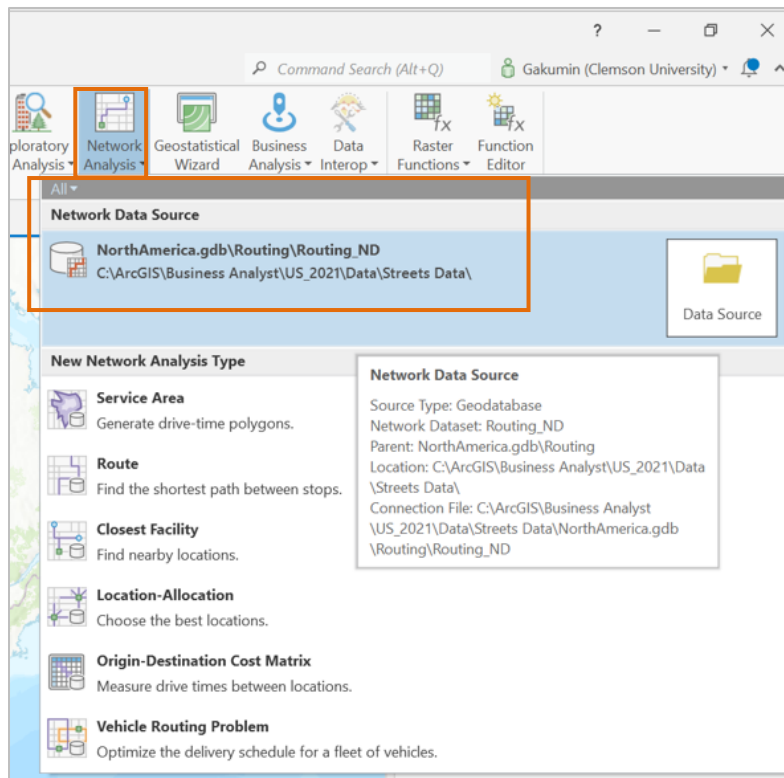 ?
Command Search (Alt+Q)
Gakumin (Clemson University)
ploratory Network Geostatistical Business Data Raster Function
Analysis Analysis Wizard Analysis Interop Functions Editor
All
Network Data Source
NorthAmerica.gdb\Routing\Routing_ND
C:\ArcGIS\Business Analyst\US_2021\Data\Streets Data\
Data Source
New Network Analysis Type
Service Area
Generate drive-time polygons.
Route
Find the shortest path between stops.
Closest Facility
Find nearby locations.
Location-Allocation
Choose the best locations.
Origin-Destination Cost Matrix
Measure drive times between locations.
Vehicle Routing Problem
Optimize the delivery schedule for a fleet of vehicles.
Network Data Source
Source Type: Geodatabase
Network Dataset: Routing_ND
Parent: NorthAmerica.gdb\Routing
Location: C:\ArcGIS\Business Analyst\US_2021\Data
\Streets Data\
Connection File: C:\ArcGIS\Business Analyst
\US_2021\Data\Streets Data\NorthAmerica.gdb
\Routing\Routing_ND